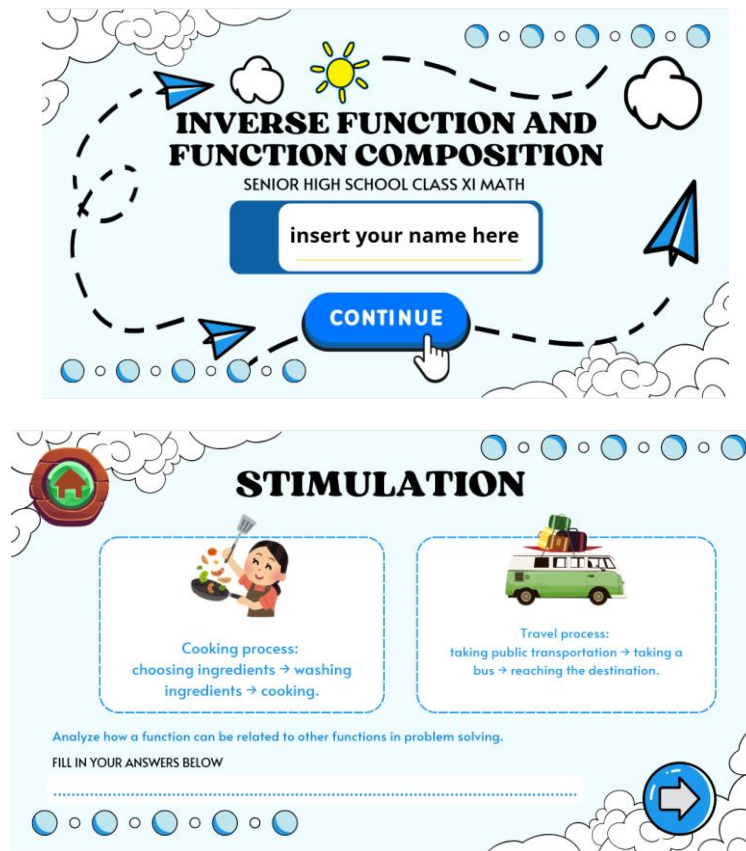 INVERSE FUNCTION AND
FUNCTION COMPOSITION
SENIOR HIGH SCHOOL CLASS XI MATH
insert your name here
CONTINUE
STIMULATION
Cooking process:
choosing ingredients → washing
ingredients → cooking.
Travel process:
taking public transportation → taking a
bus → reaching the destination.
Analyze how a function can be related to other functions in problem solving.
FILL IN YOUR ANSWERS BELOW